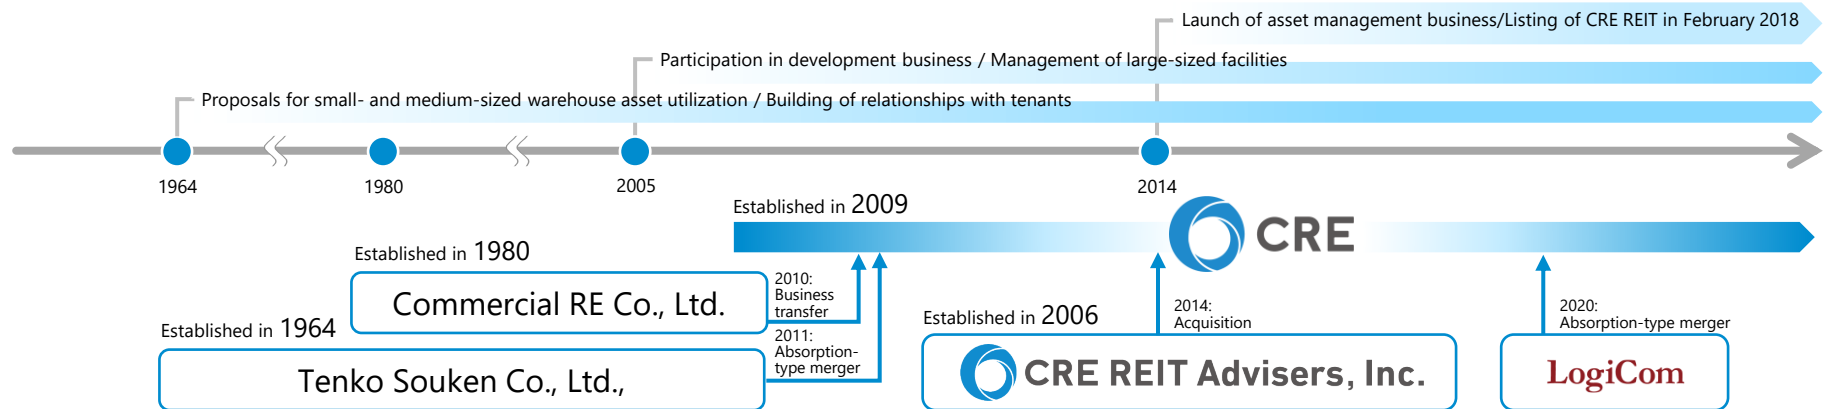 Launch of asset management business/Listing of CRE REIT in February 2018
Participation in development business / Management of large-sized facilities
Proposals for small- and medium-sized warehouse asset utilization / Building of relationships with tenants
1964
1980
2005
2014
Established in 2009
CRE
Established in 1980
Commercial RE Co., Ltd.
2010:
Business
transfer
Established in 1964
Tenko Souken Co., Ltd.,
2011:
Absorption-
type merger
Established in 2006
2014:
Acquisition
CRE REIT Advisers, Inc.
2020:
Absorption-type merger
LogiCom